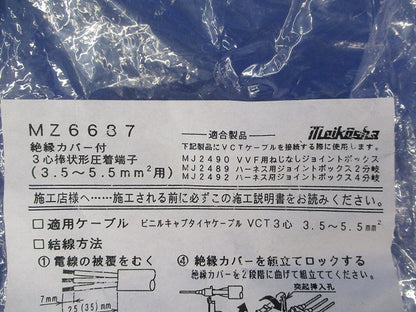 MZ6687
絶縁カバー付
3心棒状形圧着端子
(3.5～5.5mm²用)
適合製品
Meikosha
下記製品にVCTケーブルを接続する際に使用します。
MJ2490 VVF用ねじなしジョイントボックス
MJ2489 ハーネス用ジョイントボックス2分岐
MJ2492 ハーネス用ジョイントボックス4分岐
施工店様へ……施工される前に必ずこの施工説明書をお読みください。
□適用ケーブル ビニルキャブタイヤケーブル VCT3心 3.5～5.5mm²
□結線方法
①電線の被覆をむく
7mm
25(35)mm
④絶縁カバーを組立てロックする
絶縁カバーを2段階に曲げて組立ててください。
突起挿入孔